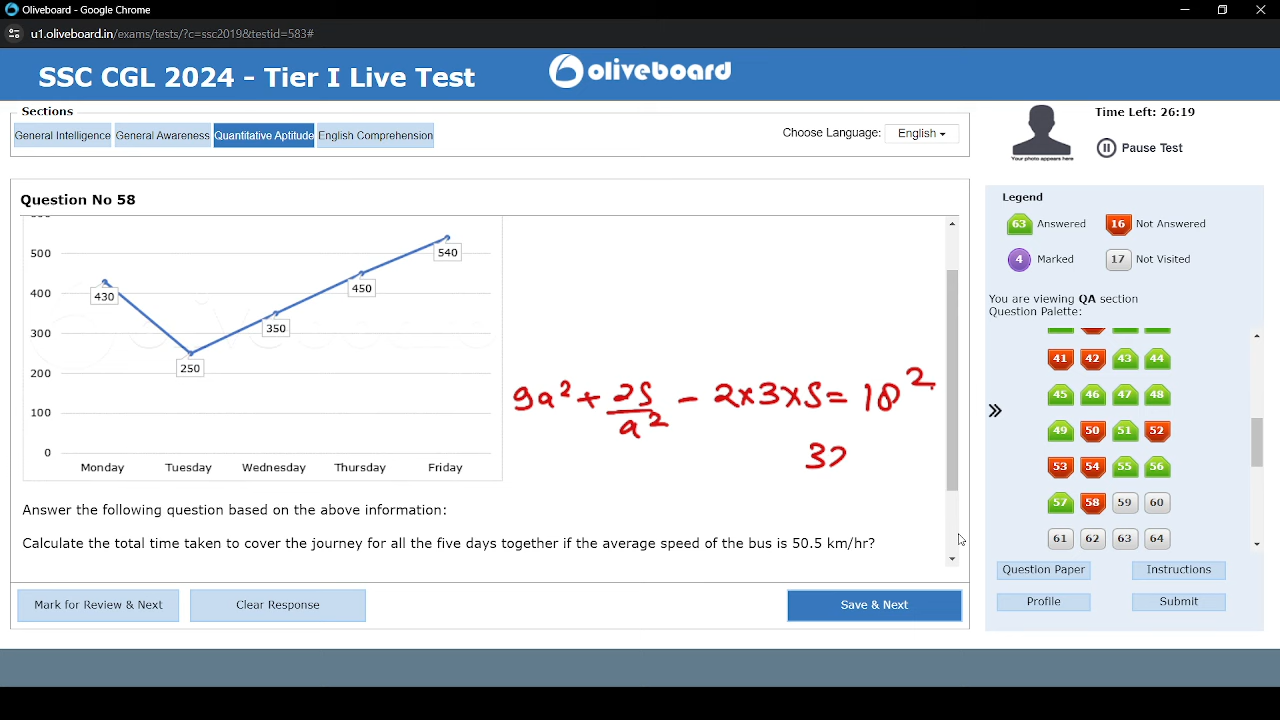 Oliveboard - Google Chrome
u1.oliveboard.in/exams/tests/?c=ssc2019&testid=583#
SSC CGL 2024 - Tier I Live Test
oliveboard
Sections
General Intelligence
General Awareness
Quantitative Aptitude
English Comprehension
Choose Language:
English
Your photo appears here
Time Left: 26:19
Pause Test
Question No 58
500
400
300
200
100
0
430
250
350
450
540
Monday
Tuesday
Wednesday
Thursday
Friday
9a² + 25/a² - 2×3×5 = 18²
32
Answer the following question based on the above information:
Calculate the total time taken to cover the journey for all the five days together if the average speed of the bus is 50.5 km/hr?
Mark for Review & Next
Clear Response
Save & Next
Legend
63 Answered
16 Not Answered
4 Marked
17 Not Visited
You are viewing QA section
Question Palette:
41 42 43 44
45 46 47 48
49 50 51 52
53 54 55 56
57 58 59 60
61 62 63 64
Question Paper
Instructions
Profile
Submit